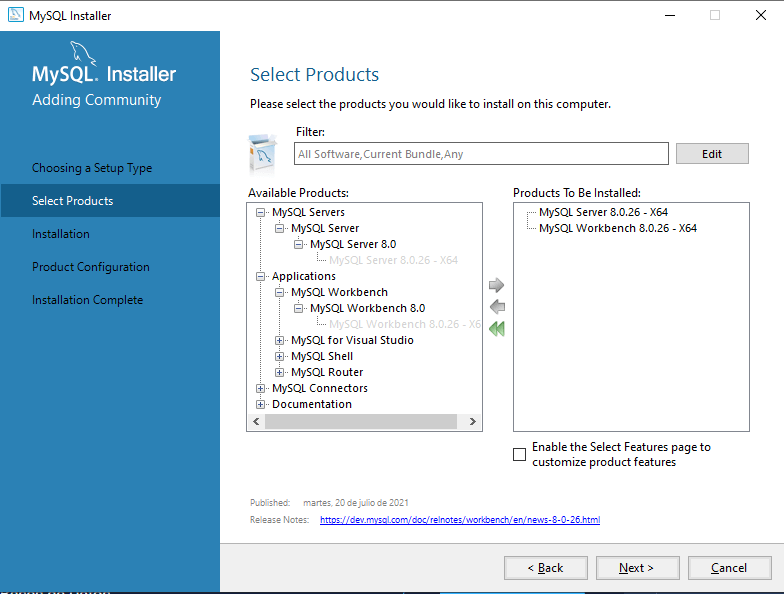 MySQL Installer
MySQL. Installer
Adding Community
Choosing a Setup Type
Select Products
Installation
Product Configuration
Installation Complete
Select Products
Please select the products you would like to install on this computer.
Filter:
All Software,Current Bundle,Any
Edit
Available Products:
MySQL Servers
MySQL Server
MySQL Server 8.0
MySQL Server 8.0.26 - X64
Applications
MySQL Workbench
MySQL Workbench 8.0
MySQL Workbench 8.0.26 - X6
MySQL for Visual Studio
MySQL Shell
MySQL Router
MySQL Connectors
Documentation
Products To Be Installed:
MySQL Server 8.0.26 - X64
MySQL Workbench 8.0.26 - X64
Enable the Select Features page to
customize product features
Published: martes, 20 de julio de 2021
Release Notes: https://dev.mysql.com/doc/relnotes/workbench/en/news-8-0-26.html
< Back
Next >
Cancel